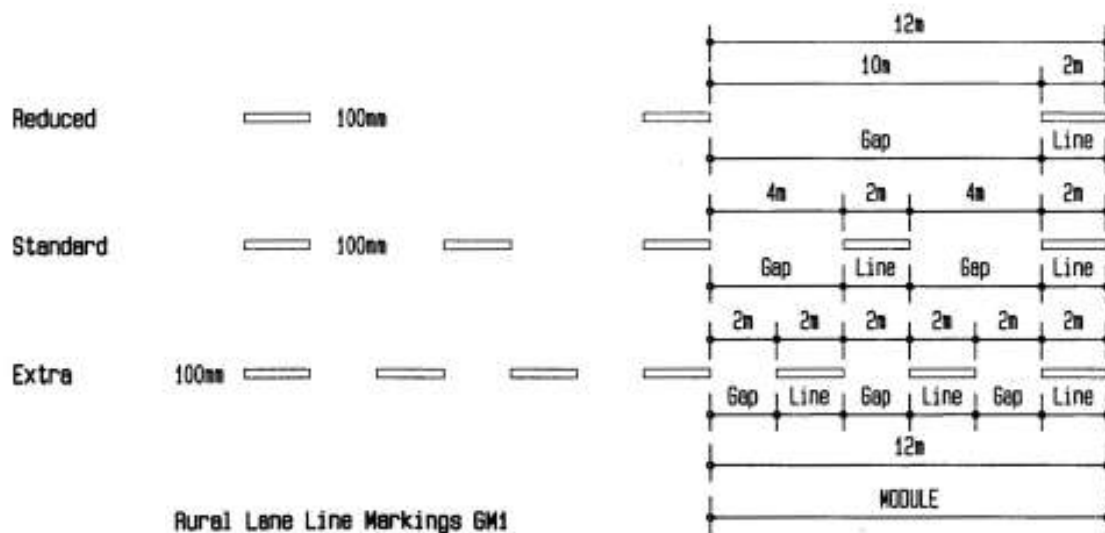 12m
10m 2m
Reduced 100mm
Gap Line
4m 2m 4m 2m
Standard 100mm
Gap Line Gap Line
2m 2m 2m 2m 2m 2m
Extra 100mm
Gap Line Gap Line Gap Line
12m
MODULE
Rural Lane Line Markings GM1